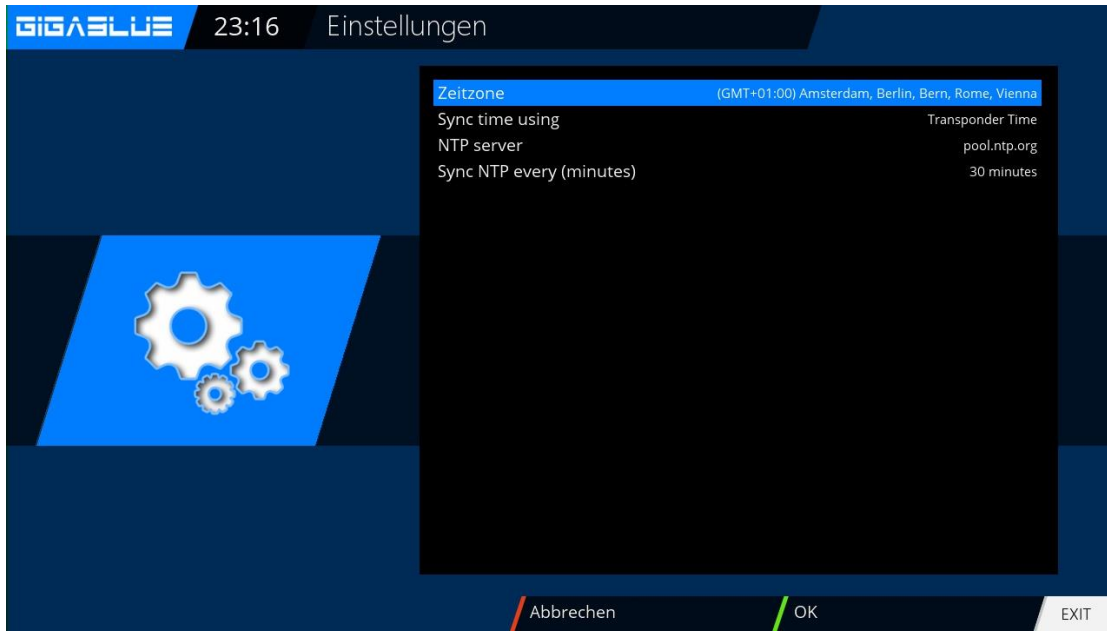 GIGABLUE 23:16 Einstellungen
Zeitzone (GMT+01:00) Amsterdam, Berlin, Bern, Rome, Vienna
Sync time using Transponder Time
NTP server pool.ntp.org
Sync NTP every (minutes) 30 minutes
Abbrechen OK EXIT